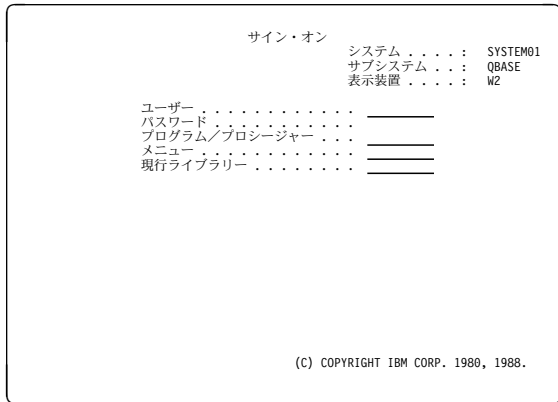 サイン・オン
システム . . . . : SYSTEM01
サブシステム . . : QBASE
表示装置 . . . . : W2
ユーザー . . . . . . . . . . . .
パスワード . . . . . . . . . . .
プログラム／プロシージャー . . .
メニュー . . . . . . . . . . . .
現行ライブラリー . . . . . . . .
(C) COPYRIGHT IBM CORP. 1980, 1988.